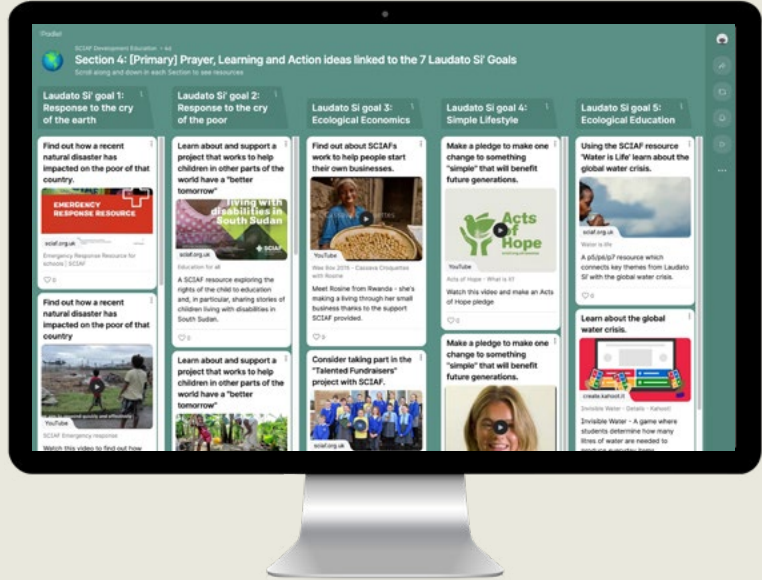 Padlet
SCIAF Development Education • 4d
Section 4: [Primary] Prayer, Learning and Action ideas linked to the 7 Laudato Si' Goals
Scroll along and down in each Section to see resources
Laudato Si' goal 1:
Response to the cry
of the earth
Find out how a recent
natural disaster has
impacted on the poor of that
country.
EMERGENCY
RESPONSE RESOURCE
sciaf.org.uk
Emergency Response Resource for
schools | SCIAF
0
Find out how a recent
natural disaster has
impacted on the poor of that
country
YouTube
SCIAF Emergency response
Watch this video to find out how
Laudato Si' goal 2:
Response to the cry
of the poor
Learn about and support a
project that works to help
children in other parts of the
world have a "better
tomorrow"
living with
disabilities in
South Sudan
sciaf.org.uk
SCIAF
Education for all
A SCIAF resource exploring the
rights of the child to education
and, in particular, sharing stories of
children living with disabilities in
South Sudan.
0
Learn about and support a
project that works to help
children in other parts of the
world have a "better
tomorrow"
Laudato Si goal 3:
Ecological Economics
Find out about SCIAFs
work to help people start
their own businesses.
YouTube
Wee Box 2015 - Cassava Croquettes
with Rosine
Meet Rosine from Rwanda - she's
making a living through her small
business thanks to the support
SCIAF provided.
0
Consider taking part in the
"Talented Fundraisers"
project with SCIAF.
sciaf.org.uk
Laudato Si goal 4:
Simple Lifestyle
Make a pledge to make one
change to something
"simple" that will benefit
future generations.
Acts
of
Hope
YouTube
Acts of Hope - What is it?
Watch this video and make an Acts
of Hope pledge
0
Make a pledge to make one
change to something
"simple" that will benefit
future generations.
Laudato Si goal 5:
Ecological Education
Using the SCIAF resource
'Water is Life' learn about the
global water crisis.
sciaf.org.uk
Water is life
A p5/p6/p7 resource which
connects key themes from Laudato
Si' with the global water crisis.
0
Learn about the global
water crisis.
create.kahoot.it
Invisible Water - Details - Kahoot!
Invisible Water - A game where
students determine how many
litres of water are needed to
produce everyday items